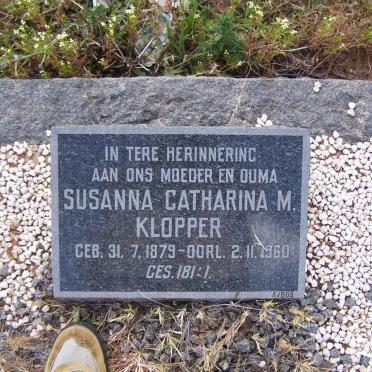 IN TERE HERINNERING
AAN ONS MOEDER EN OUMA
SUSANNA CATHARINA M.
KLOPPER
GEB. 31. 7. 1879 - OORL. 2. 11. 1960
GES. 181:1.